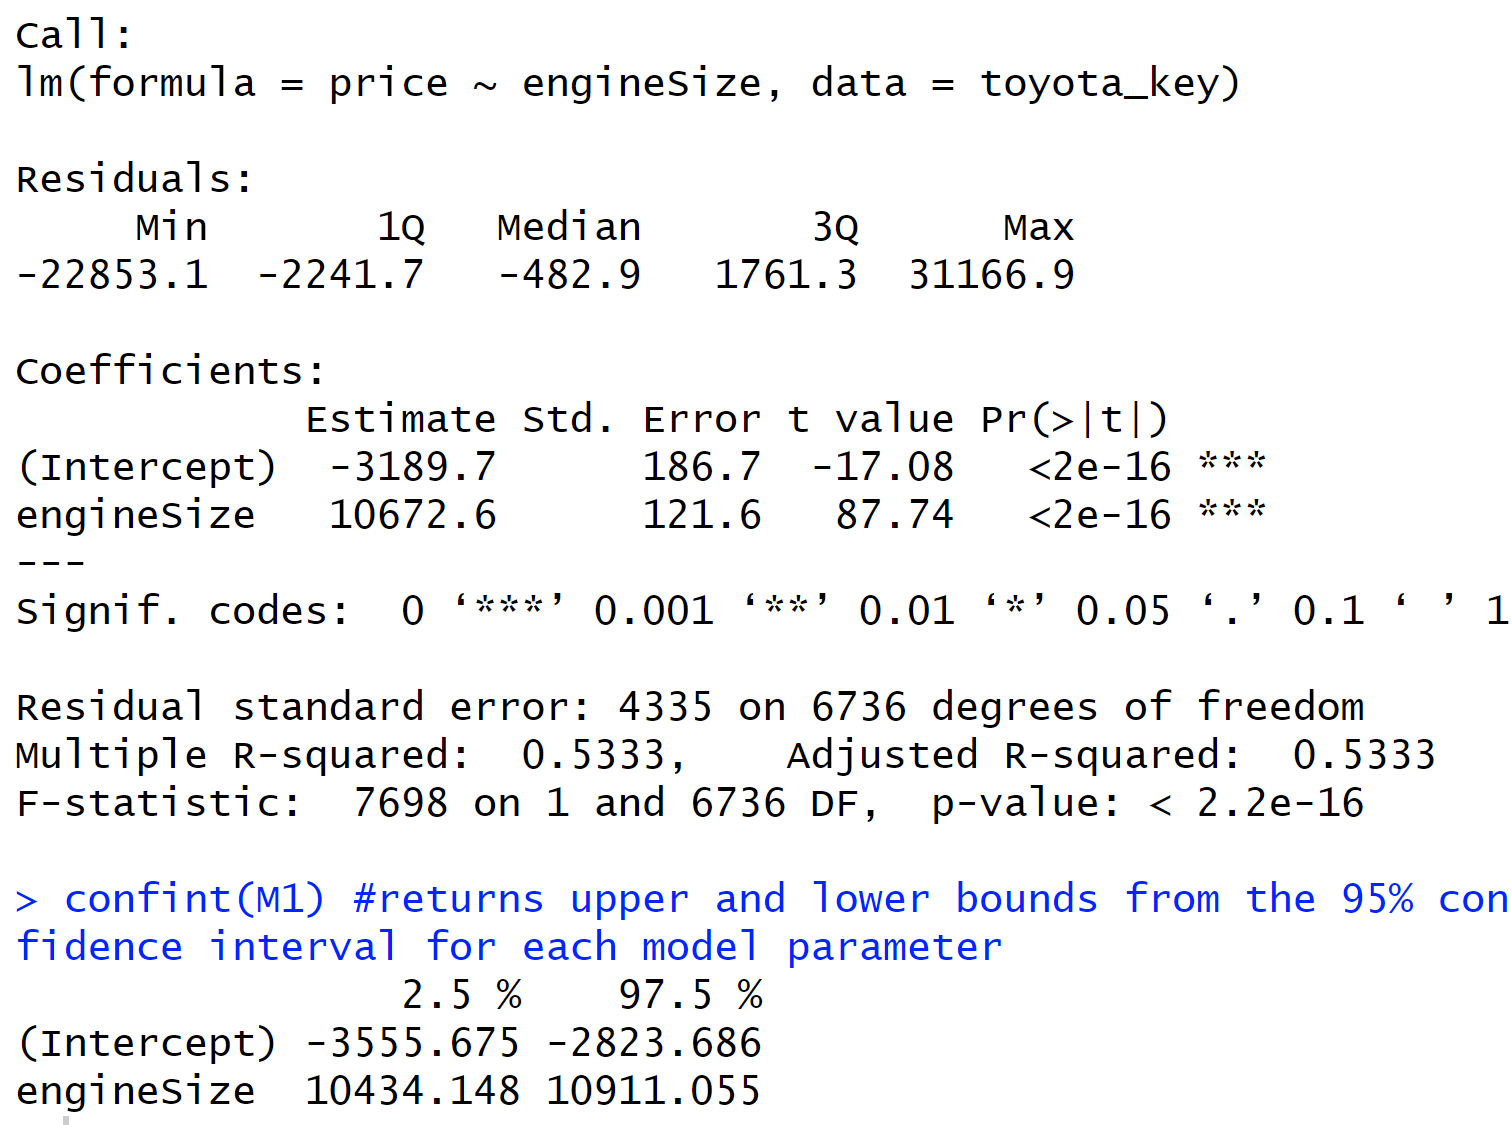 Call:
lm(formula = price ~ engineSize, data = toyota_key)
Residuals:
     Min       1Q   Median       3Q      Max
-22853.1  -2241.7   -482.9   1761.3  31166.9
Coefficients:
            Estimate Std. Error t value Pr(>|t|)
(Intercept)  -3189.7      186.7  -17.08   <2e-16 ***
engineSize   10672.6      121.6   87.74   <2e-16 ***
---
Signif. codes:  0 ‘***’ 0.001 ‘**’ 0.01 ‘*’ 0.05 ‘.’ 0.1 ‘ ’ 1
Residual standard error: 4335 on 6736 degrees of freedom
Multiple R-squared:  0.5333,    Adjusted R-squared:  0.5333
F-statistic:  7698 on 1 and 6736 DF,  p-value: < 2.2e-16
> confint(M1) #returns upper and lower bounds from the 95% con
fidence interval for each model parameter
                2.5 %    97.5 %
(Intercept) -3555.675 -2823.686
engineSize  10434.148 10911.055